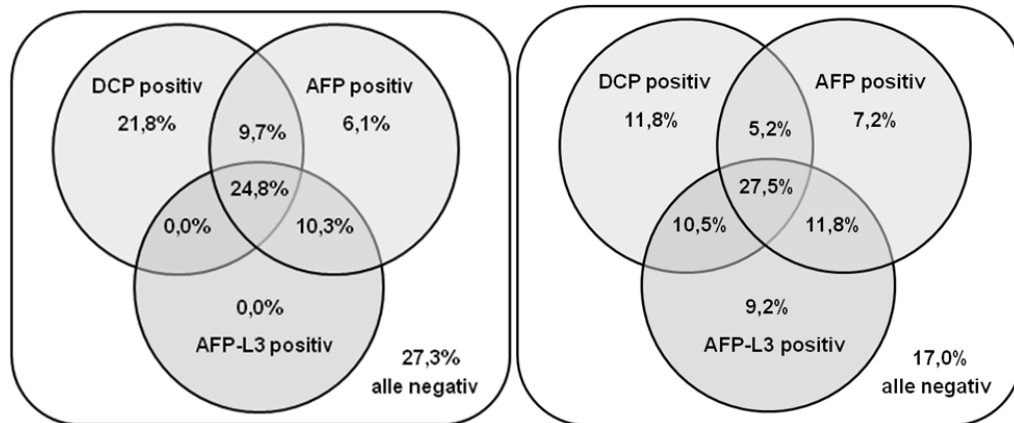 DCP positiv
21,8%
AFP positiv
6,1%
9,7%
24,8%
0,0%
10,3%
0,0%
AFP-L3 positiv
27,3%
alle negativ
DCP positiv
11,8%
AFP positiv
7,2%
5,2%
27,5%
10,5%
11,8%
9,2%
AFP-L3 positiv
17,0%
alle negativ